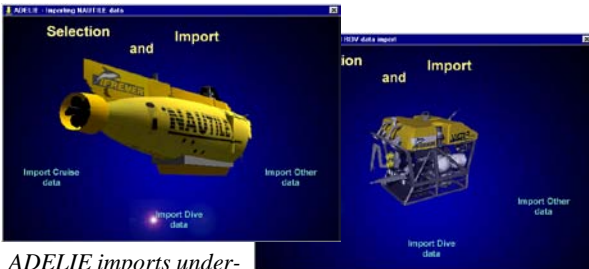 ADELIE - Importing NAUTILE data
Selection
and
Import
IFREMER
NAUTILE
Import Cruise
data
Import Other
data
Import Dive
data
ROV data import
ion
and
Import
Import Other
data
Import Dive
data
ADELIE imports under-